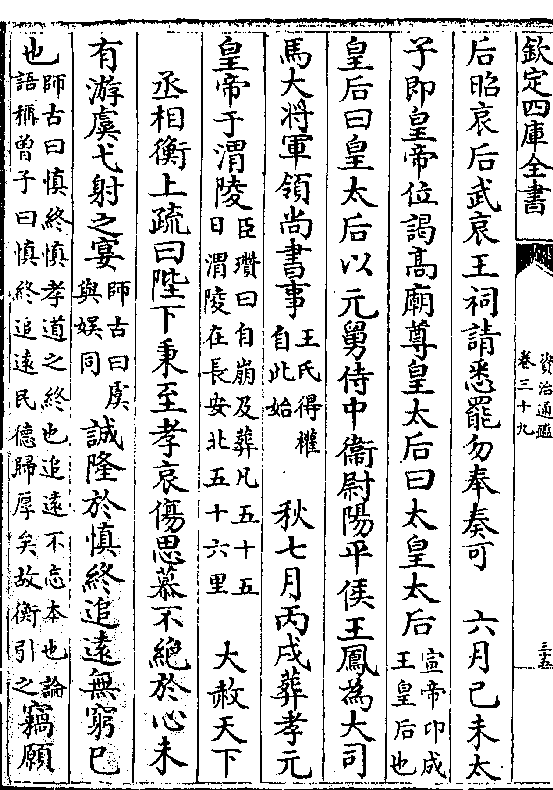 欽定四庫全書
資治通鑑
卷三十九
三五
后昭哀后武哀王祠請悉罷勿奉奏可　六月己未太
子即皇帝位謁高廟尊皇太后曰太皇太后宣帝卭成王皇后也
皇后曰皇太后以元舅侍中衞尉陽平侯王鳳為大司
馬大將軍領尚書事王氏得權自此始　秋七月丙戌葬孝元
皇帝于渭陵臣瓚曰自崩及葬凡五十五日渭陵在長安北五十六里　大赦天下
丞相衡上疏曰陛下秉至孝哀傷思慕不絶於心未
有游虞弋射之宴師古曰虞與娱同誠隆於慎終追遠無窮已
也師古曰慎終慎孝道之終也追遠不忘本也論語稱曾子曰慎終追遠民德歸厚矣故衡引之竊願